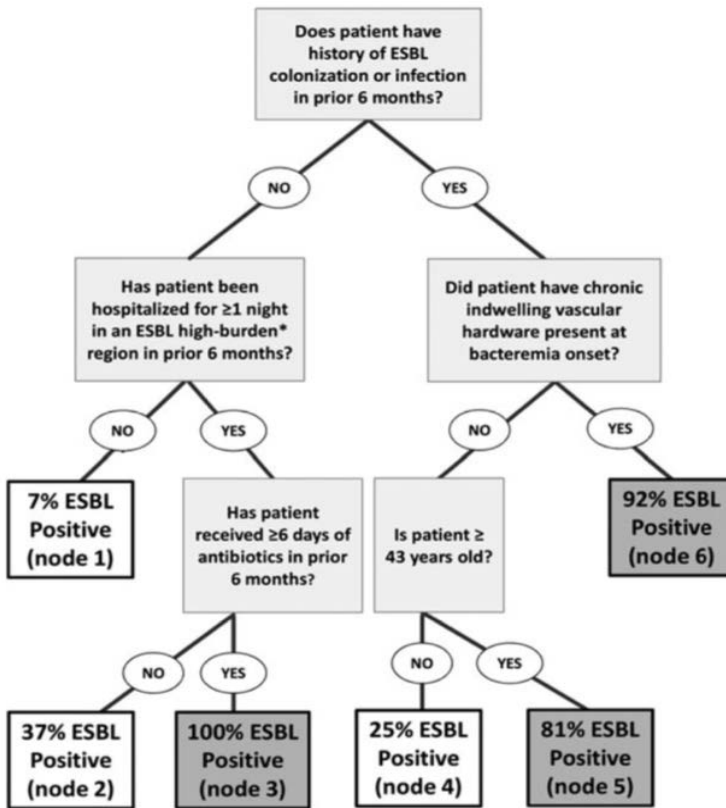 Does patient have
history of ESBL
colonization or infection
in prior 6 months?
NO
YES
Has patient been
hospitalized for ≥1 night
in an ESBL high-burden*
region in prior 6 months?
Did patient have chronic
indwelling vascular
hardware present at
bacteremia onset?
NO
YES
NO
YES
7% ESBL
Positive
(node 1)
Has patient
received ≥6 days of
antibiotics in prior
6 months?
Is patient ≥
43 years old?
92% ESBL
Positive
(node 6)
NO
YES
NO
YES
37% ESBL
Positive
(node 2)
100% ESBL
Positive
(node 3)
25% ESBL
Positive
(node 4)
81% ESBL
Positive
(node 5)